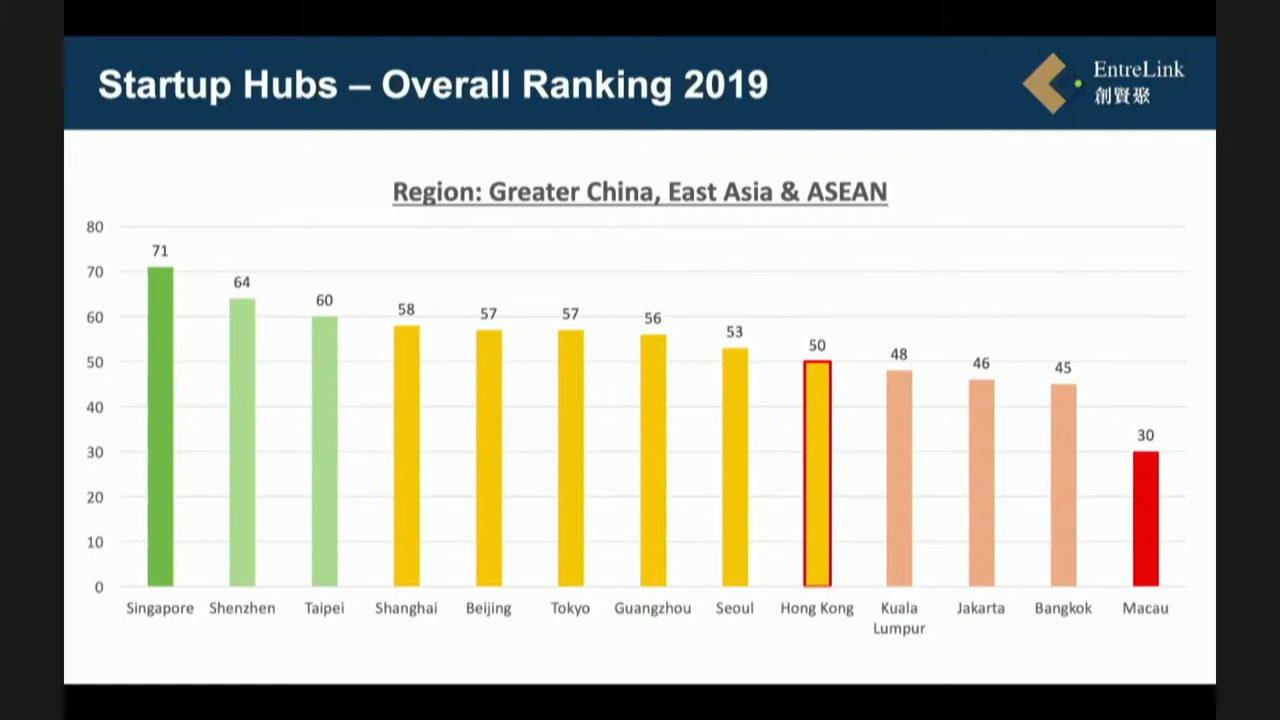 Startup Hubs – Overall Ranking 2019
EntreLink
創賢聚
Region: Greater China, East Asia & ASEAN
80
70
60
50
40
30
20
10
0
71
64
60
58
57
57
56
53
50
48
46
45
30
Singapore
Shenzhen
Taipei
Shanghai
Beijing
Tokyo
Guangzhou
Seoul
Hong Kong
Kuala
Lumpur
Jakarta
Bangkok
Macau